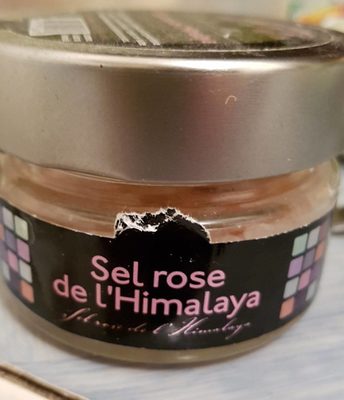 Sel rose
de l'Himalaya
Sel rose de l'Himalaya